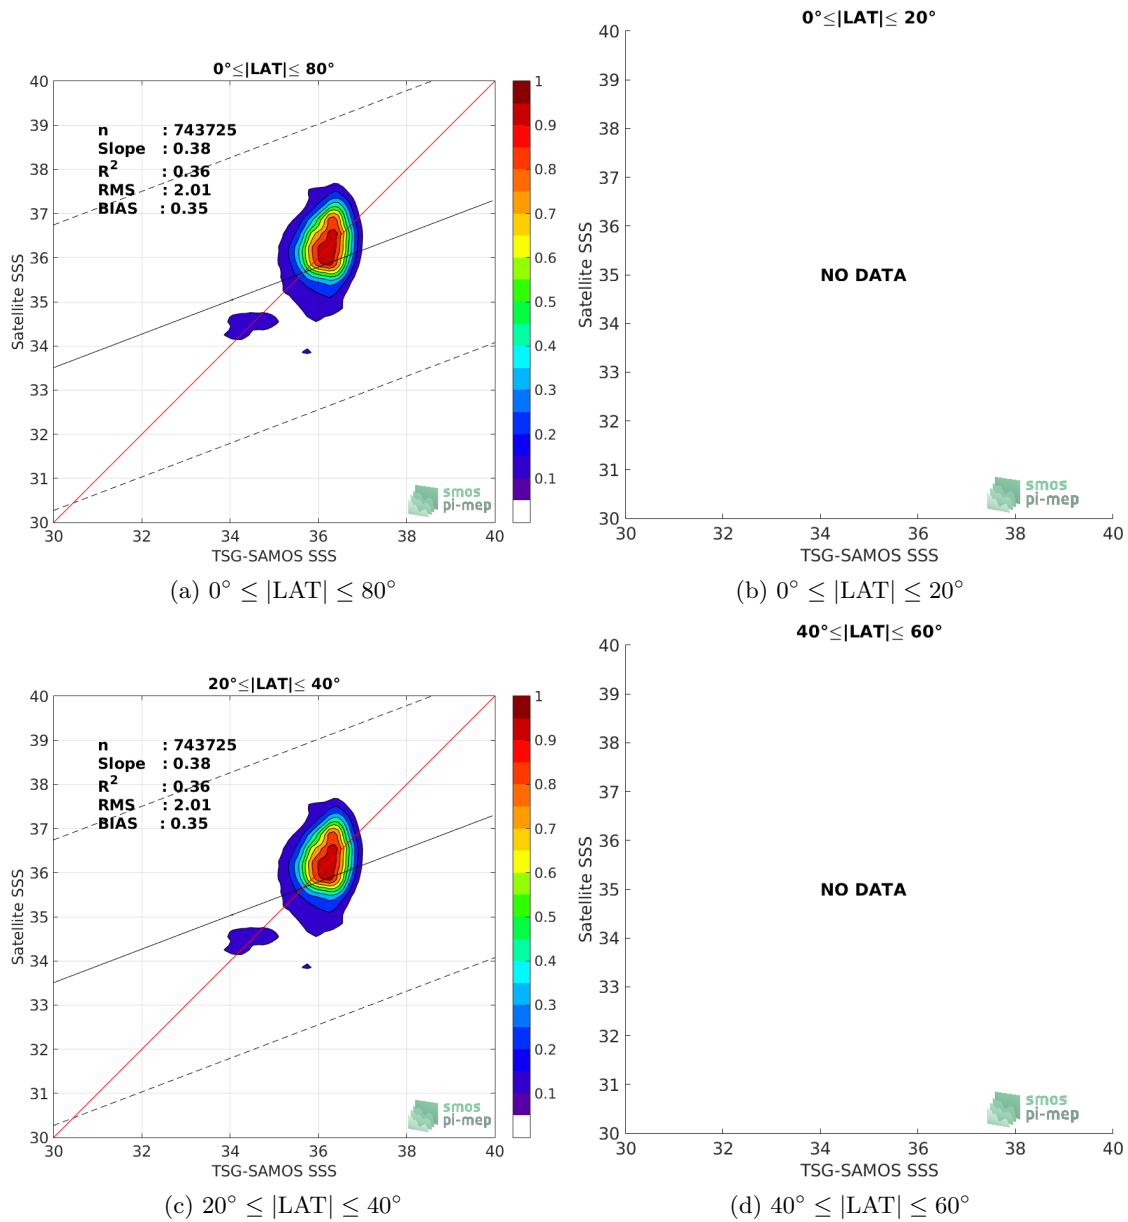 0°≤|LAT|≤ 80°
40
39
38
37
36
35
34
33
32
31
30
Satellite SSS
n : 743725
Slope : 0.38
R² : 0.36
RMS : 2.01
BIAS : 0.35
30 32 34 36 38 40
TSG-SAMOS SSS
smos
pi-mep
1
0.9
0.8
0.7
0.6
0.5
0.4
0.3
0.2
0.1
(a) 0° ≤ |LAT| ≤ 80°
0°≤|LAT|≤ 20°
40
39
38
37
36
35
34
33
32
31
30
Satellite SSS
NO DATA
smos
pi-mep
30 32 34 36 38 40
TSG-SAMOS SSS
(b) 0° ≤ |LAT| ≤ 20°
20°≤|LAT|≤ 40°
40
39
38
37
36
35
34
33
32
31
30
Satellite SSS
n : 743725
Slope : 0.38
R² : 0.36
RMS : 2.01
BIAS : 0.35
30 32 34 36 38 40
TSG-SAMOS SSS
smos
pi-mep
1
0.9
0.8
0.7
0.6
0.5
0.4
0.3
0.2
0.1
(c) 20° ≤ |LAT| ≤ 40°
40°≤|LAT|≤ 60°
40
39
38
37
36
35
34
33
32
31
30
Satellite SSS
NO DATA
smos
pi-mep
30 32 34 36 38 40
TSG-SAMOS SSS
(d) 40° ≤ |LAT| ≤ 60°